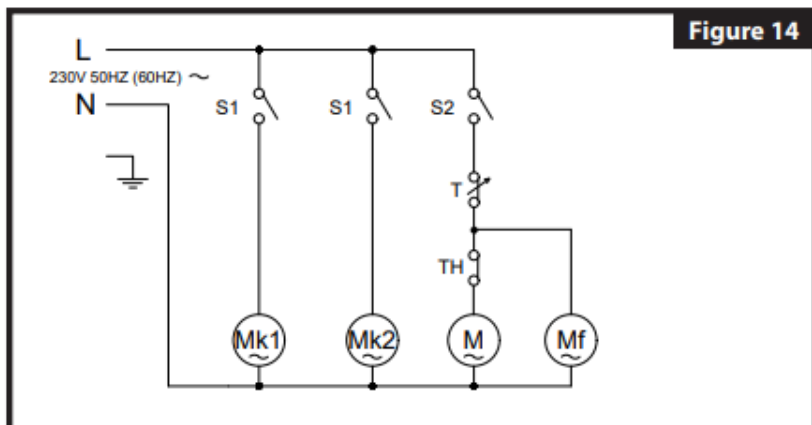 Figure 14
L
230V 50HZ (60HZ) ~
N
S1
S1
S2
T
TH
Mk1
Mk2
M
Mf